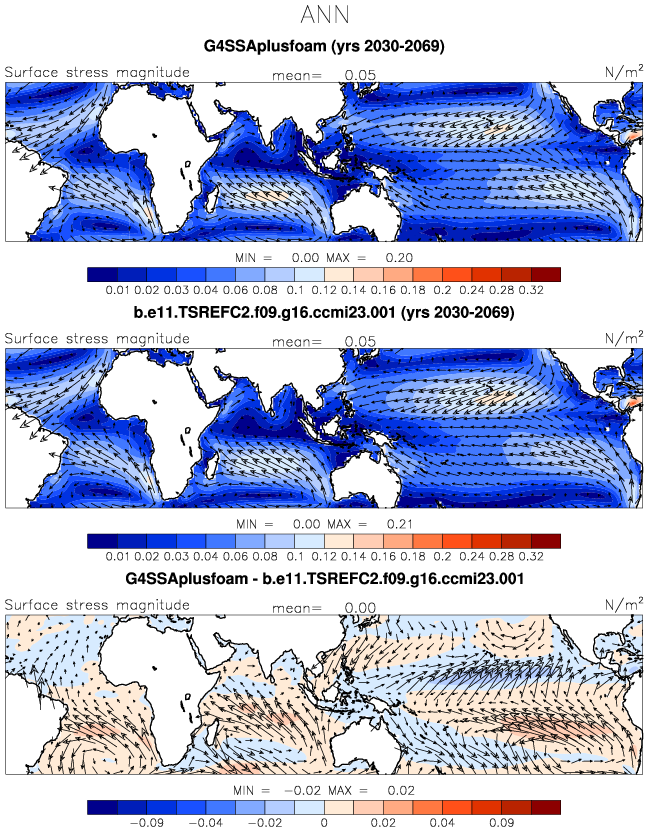 ANN
G4SSAplusfoam (yrs 2030-2069)
Surface stress magnitude mean= 0.05 N/m²
MIN = 0.00 MAX = 0.20
0.01 0.02 0.03 0.04 0.06 0.08 0.1 0.12 0.14 0.16 0.18 0.2 0.24 0.28 0.32
b.e11.TSREFC2.f09.g16.ccmi23.001 (yrs 2030-2069)
Surface stress magnitude mean= 0.05 N/m²
MIN = 0.00 MAX = 0.21
0.01 0.02 0.03 0.04 0.06 0.08 0.1 0.12 0.14 0.16 0.18 0.2 0.24 0.28 0.32
G4SSAplusfoam - b.e11.TSREFC2.f09.g16.ccmi23.001
Surface stress magnitude mean= 0.00 N/m²
MIN = −0.02 MAX = 0.02
−0.09 −0.04 −0.02 0 0.02 0.04 0.09